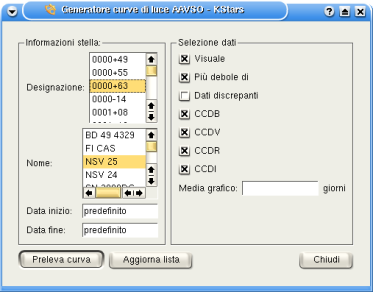 Generatore curve di luce AAVSO - KStars
Informazioni stella:
Designazione:
0000+49
0000+55
0000+63
0000-14
0001+08
Nome:
BD 49 4329
FI CAS
NSV 25
NSV 24
Data inizio: predefinito
Data fine: predefinito
Selezione dati
Visuale
Più debole di
Dati discrepanti
CCDB
CCDV
CCDR
CCDI
Media grafico: giorni
Preleva curva
Aggiorna lista
Chiudi